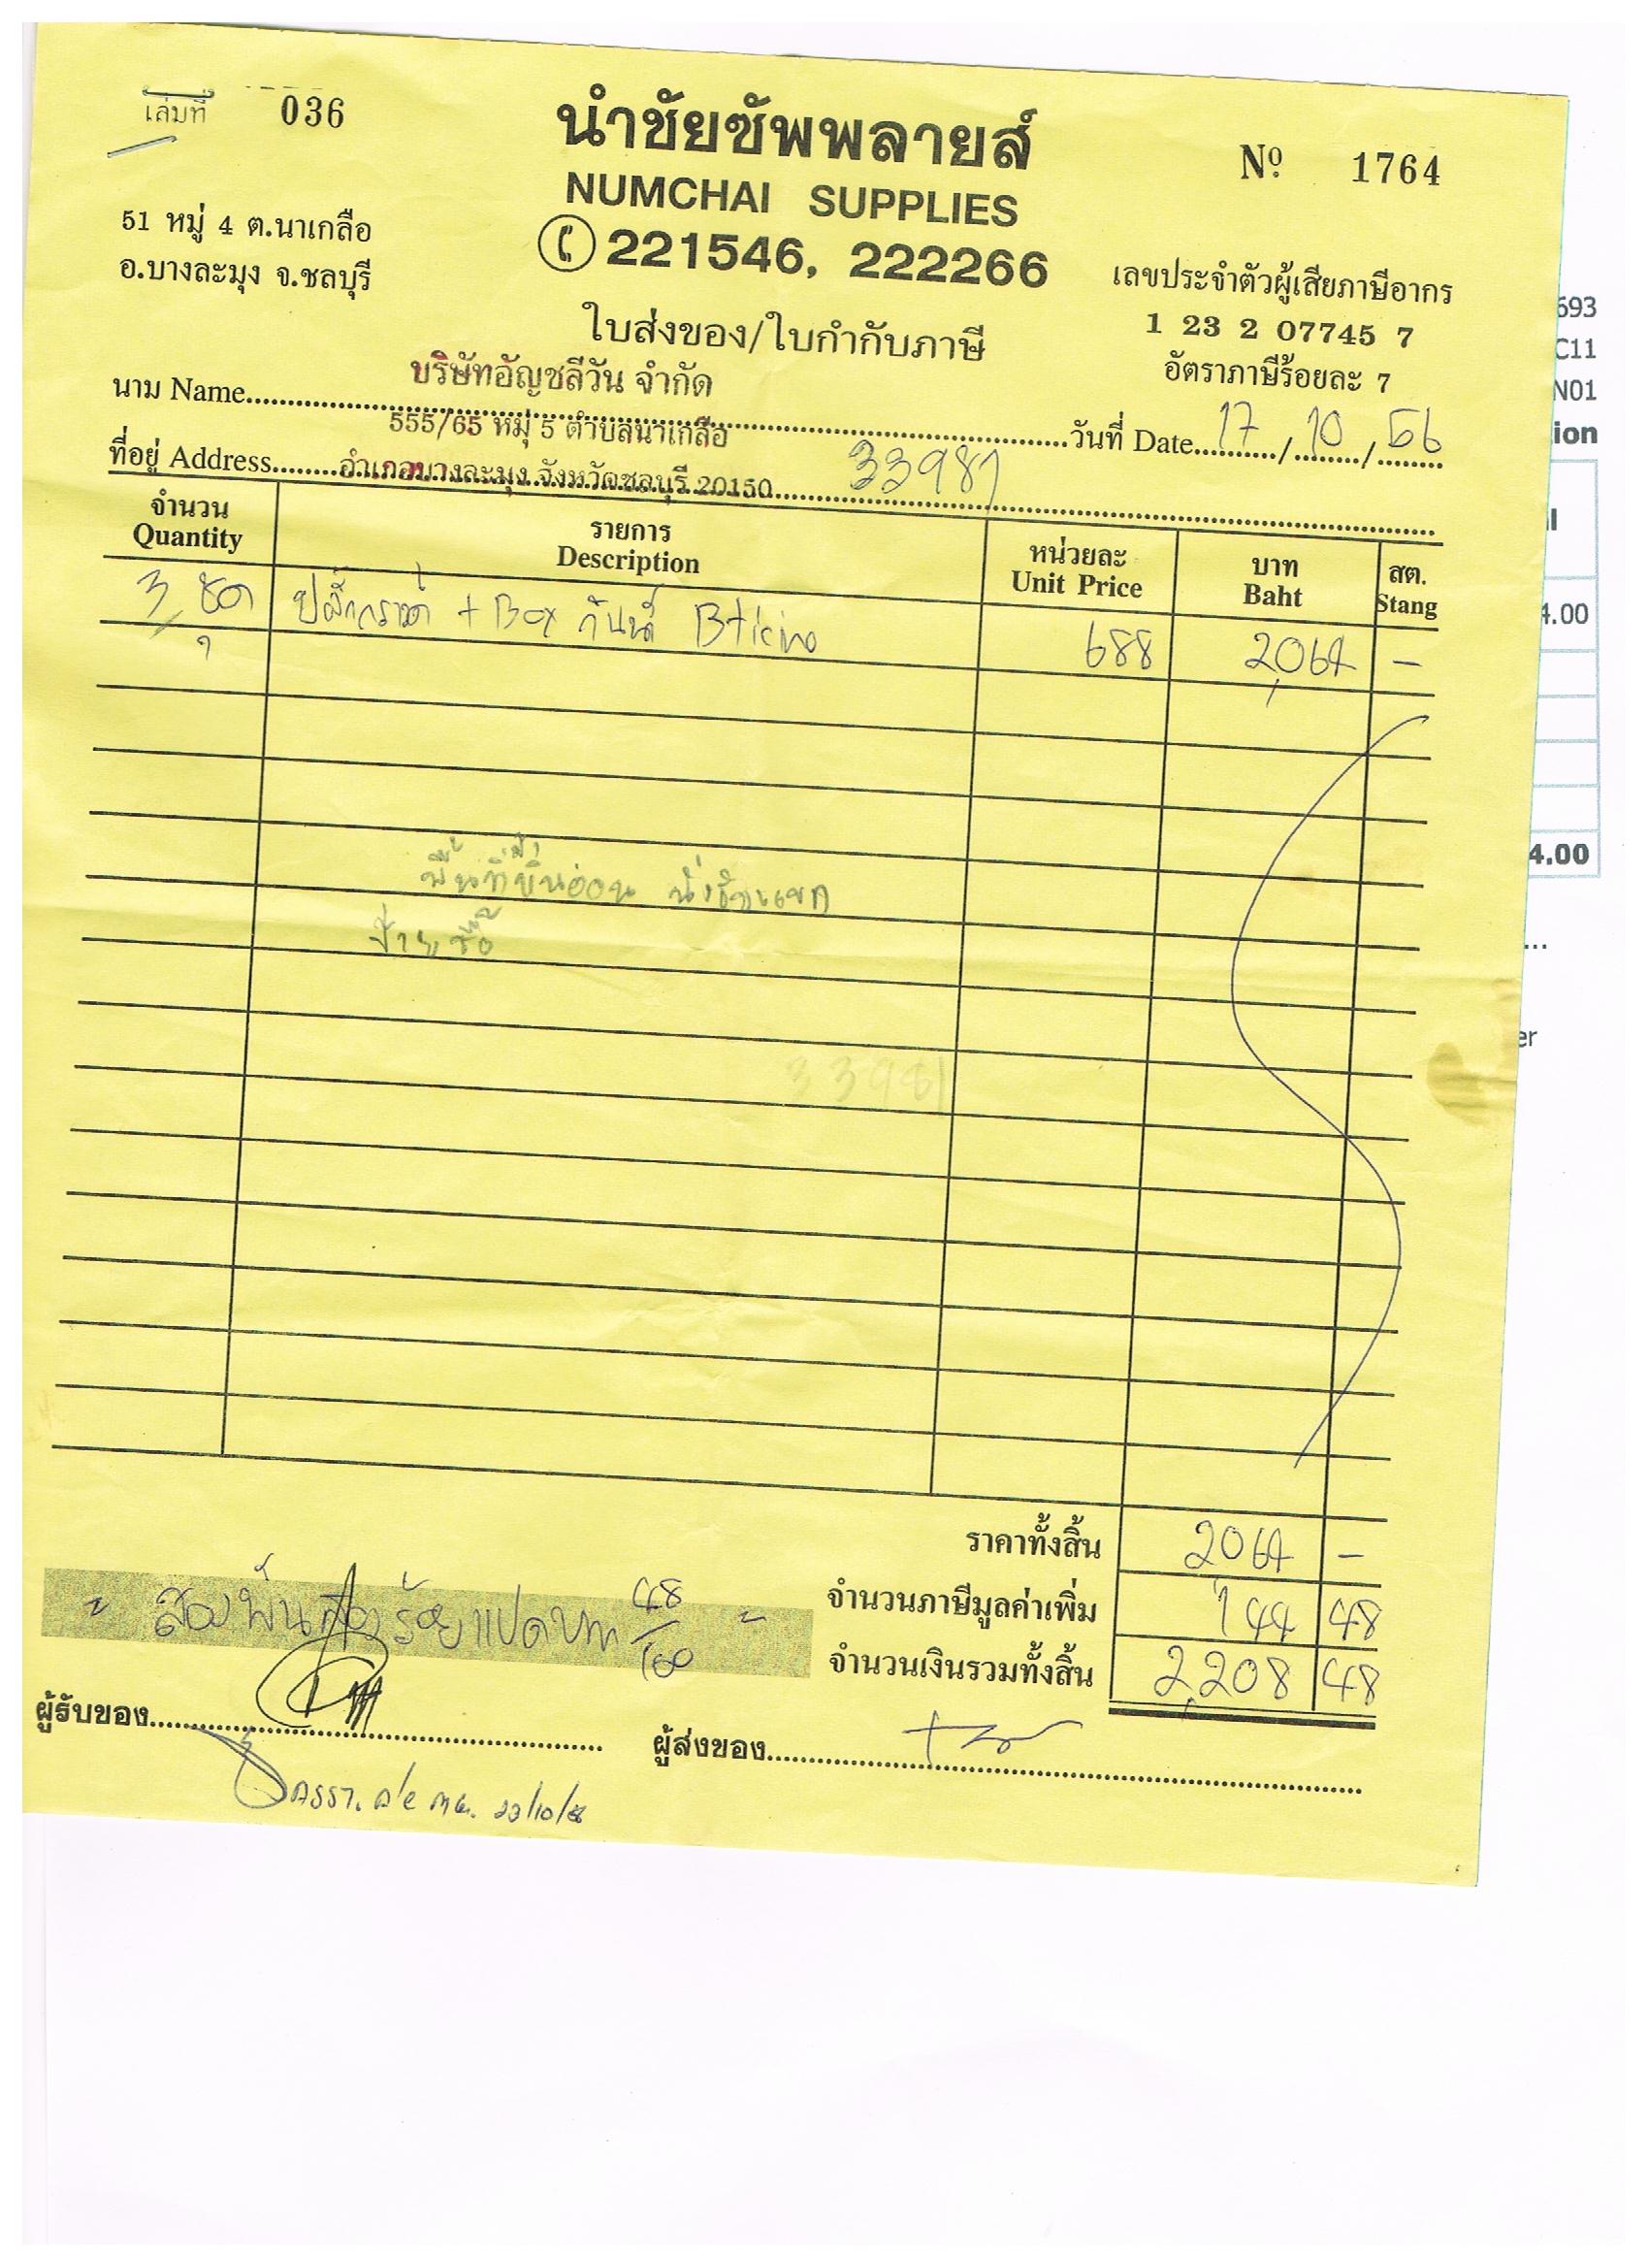 เล่มที่ 036
นำชัยซัพพลายส์
NUMCHAI SUPPLIES
221546, 222266
Nº 1764
51 หมู่ 4 ต.นาเกลือ
อ.บางละมุง จ.ชลบุรี
เลขประจำตัวผู้เสียภาษีอากร
1 23 2 07745 7
อัตราภาษีร้อยละ 7
ใบส่งของ/ใบกำกับภาษี
นาม Name บริษัทอัญชลีวัน จำกัด
วันที่ Date 17/10/56
555/65 หมู่ 5 ตำบลนาเกลือ
ที่อยู่ Address อำเภอบางละมุง จังหวัดชลบุรี 20150 33981
จำนวน รายการ หน่วยละ บาท สต.
Quantity Description Unit Price Baht Stang
3 ชุด ปลั๊กกราวด์ + Box กันน้ำ Bticino 688 2,064 -
ฝ่ายซื้อ
33981
ราคาทั้งสิ้น 2064 -
จำนวนภาษีมูลค่าเพิ่ม 144 48
จำนวนเงินรวมทั้งสิ้น 2,208 48
" สองพันสองร้อยแปดบาท 48/100 "
ผู้รับของ
ผู้ส่งของ
693
C11
N01
ion
l
4.00
4.00
...
er